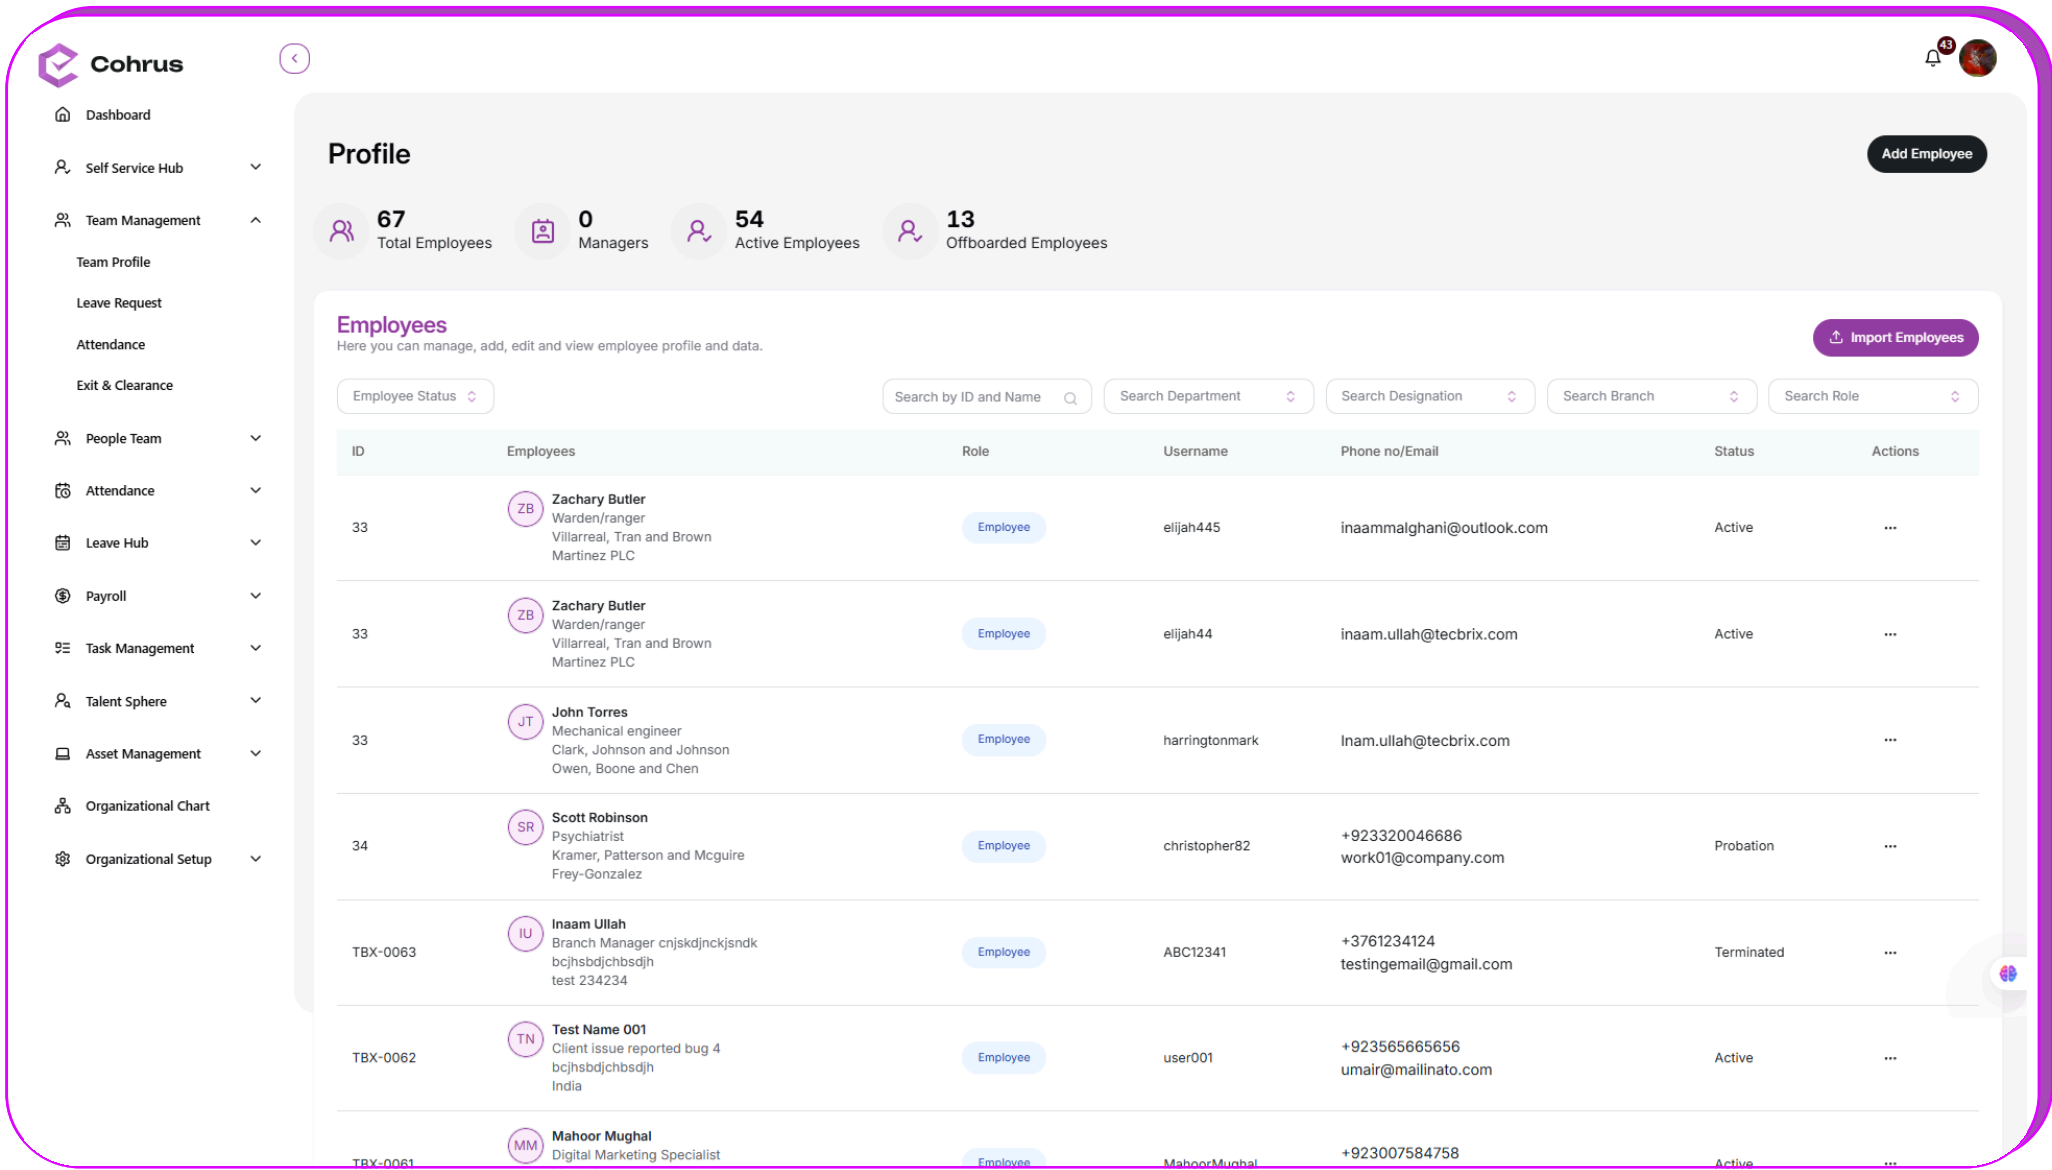 Cohrus
43
Dashboard
Self Service Hub
Team Management
Team Profile
Leave Request
Attendance
Exit & Clearance
People Team
Attendance
Leave Hub
Payroll
Task Management
Talent Sphere
Asset Management
Organizational Chart
Organizational Setup
Profile
Add Employee
67
Total Employees
0
Managers
54
Active Employees
13
Offboarded Employees
Employees
Here you can manage, add, edit and view employee profile and data.
Import Employees
Employee Status
Search by ID and Name
Search Department
Search Designation
Search Branch
Search Role
ID Employees Role Username Phone no/Email Status Actions
ZB
Zachary Butler
Warden/ranger
Villarreal, Tran and Brown
Martinez PLC
33 Employee elijah445 inaammalghani@outlook.com Active ...
ZB
Zachary Butler
Warden/ranger
Villarreal, Tran and Brown
Martinez PLC
33 Employee elijah44 inaam.ullah@tecbrix.com Active ...
JT
John Torres
Mechanical engineer
Clark, Johnson and Johnson
Owen, Boone and Chen
33 Employee harringtonmark Inam.ullah@tecbrix.com ...
SR
Scott Robinson
Psychiatrist
Kramer, Patterson and Mcguire
Frey-Gonzalez
34 Employee christopher82
+923320046686
work01@company.com
Probation ...
IU
Inaam Ullah
Branch Manager cnjskdjnckjsndk
bcjhsbdjchbsdjh
test 234234
TBX-0063 Employee ABC12341
+3761234124
testingemail@gmail.com
Terminated ...
TN
Test Name 001
Client issue reported bug 4
bcjhsbdjchbsdjh
India
TBX-0062 Employee user001
+923565665656
umair@mailinato.com
Active ...
MM
Mahoor Mughal
Digital Marketing Specialist
TBX-0061 Employee MahoorMughal
+923007584758
Active ...